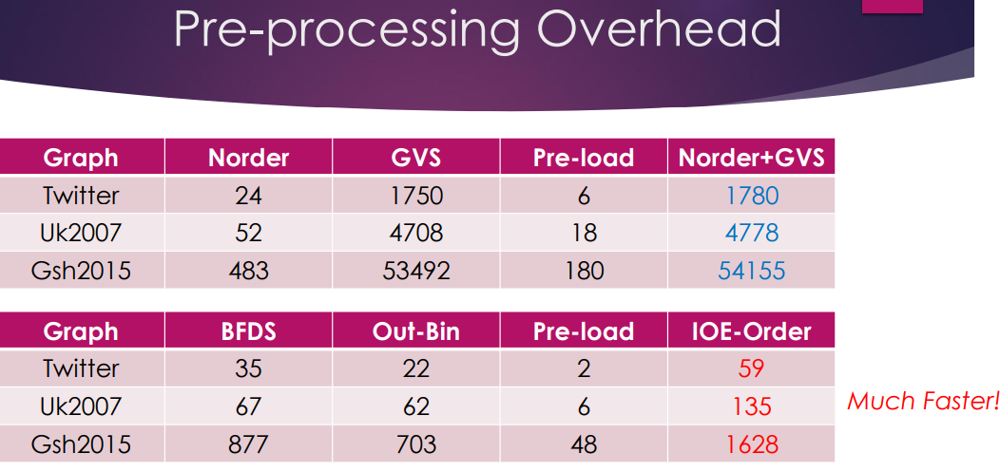 Pre-processing Overhead
Graph Norder GVS Pre-load Norder+GVS
Twitter 24 1750 6 1780
Uk2007 52 4708 18 4778
Gsh2015 483 53492 180 54155
Graph BFDS Out-Bin Pre-load IOE-Order
Twitter 35 22 2 59
Uk2007 67 62 6 135
Much Faster!
Gsh2015 877 703 48 1628